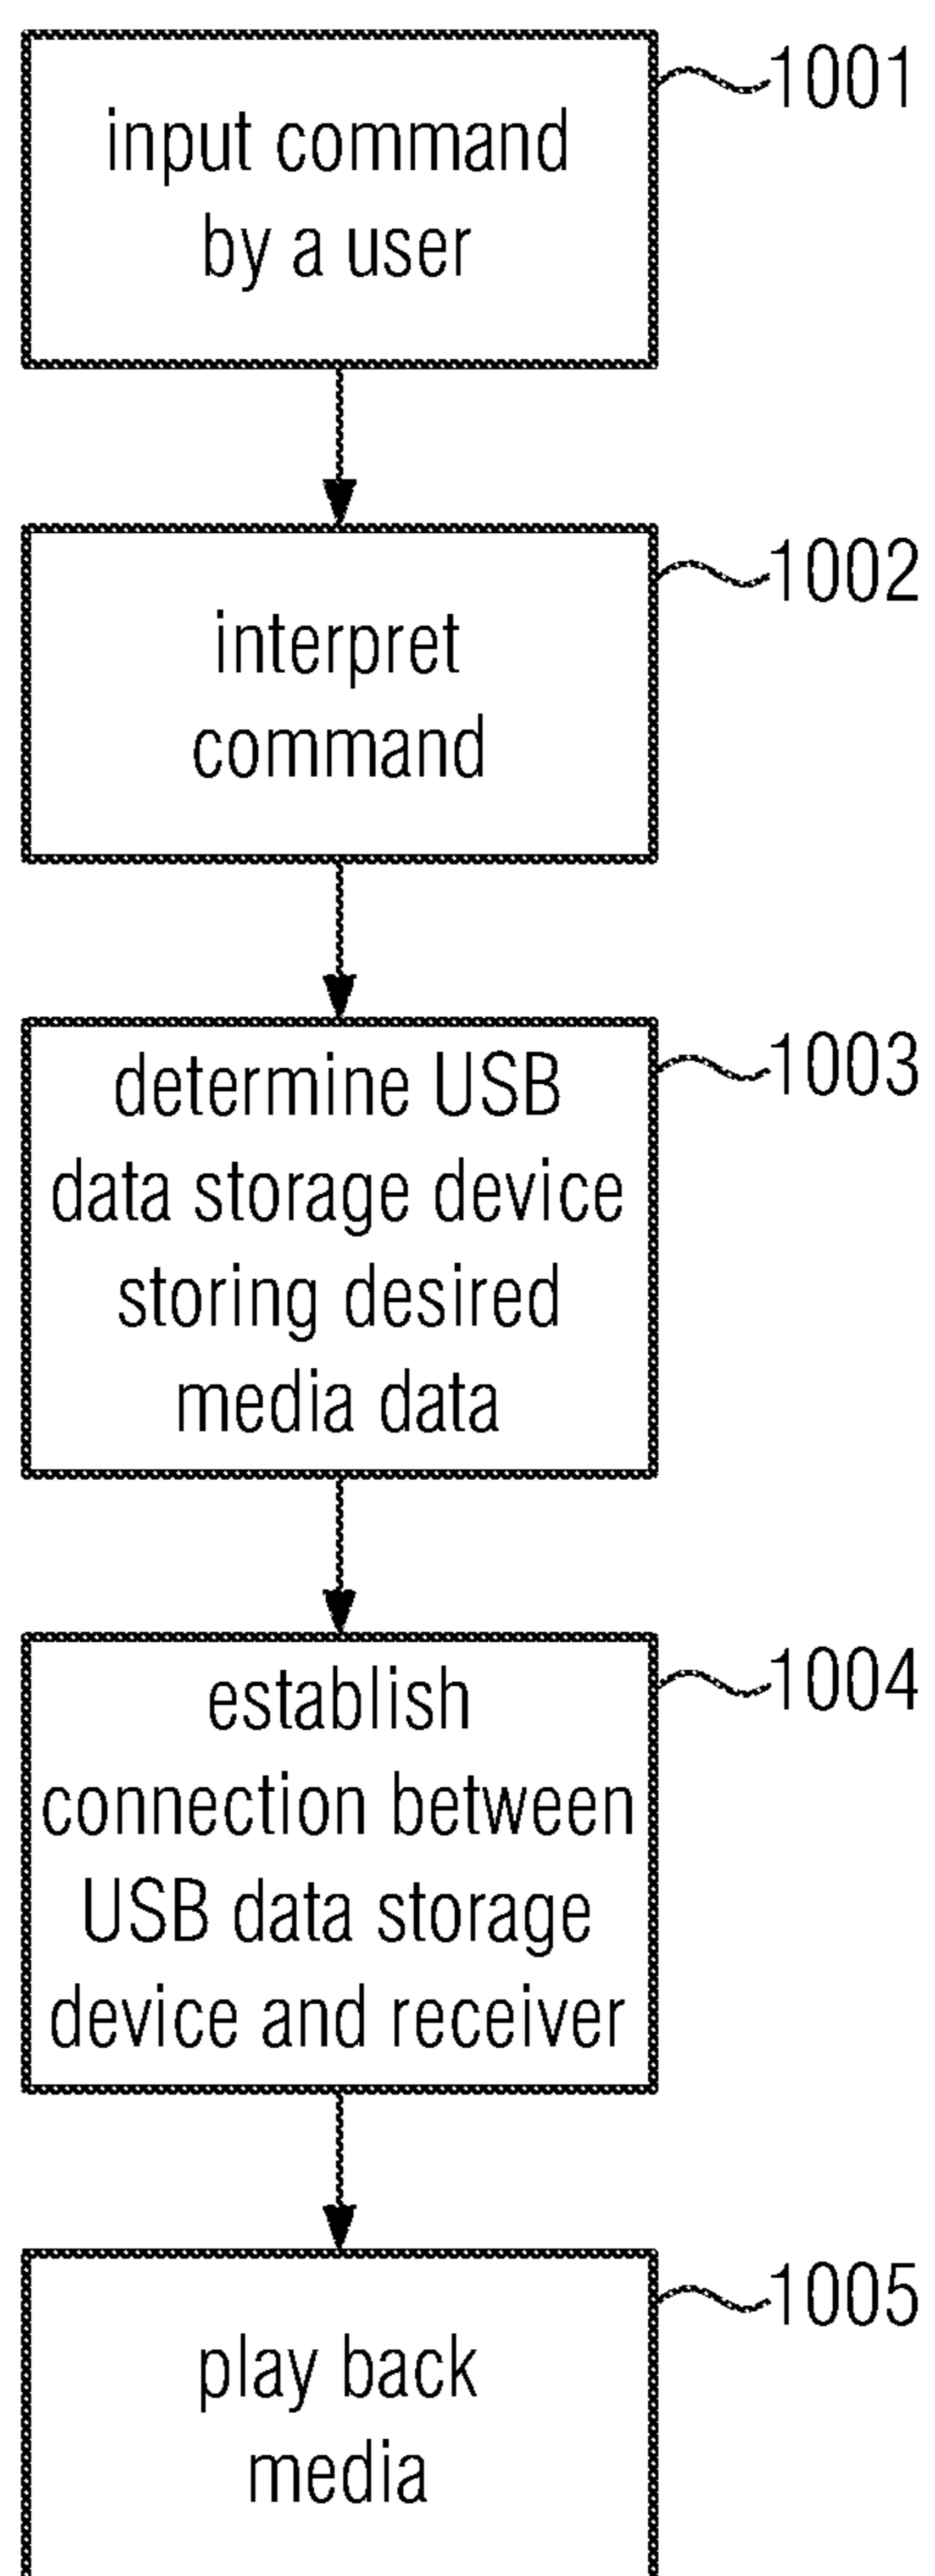 1001
input command
by a user
1002
interpret
command
1003
determine USB
data storage device
storing desired
media data
1004
establish
connection between
USB data storage
device and receiver
1005
play back
media